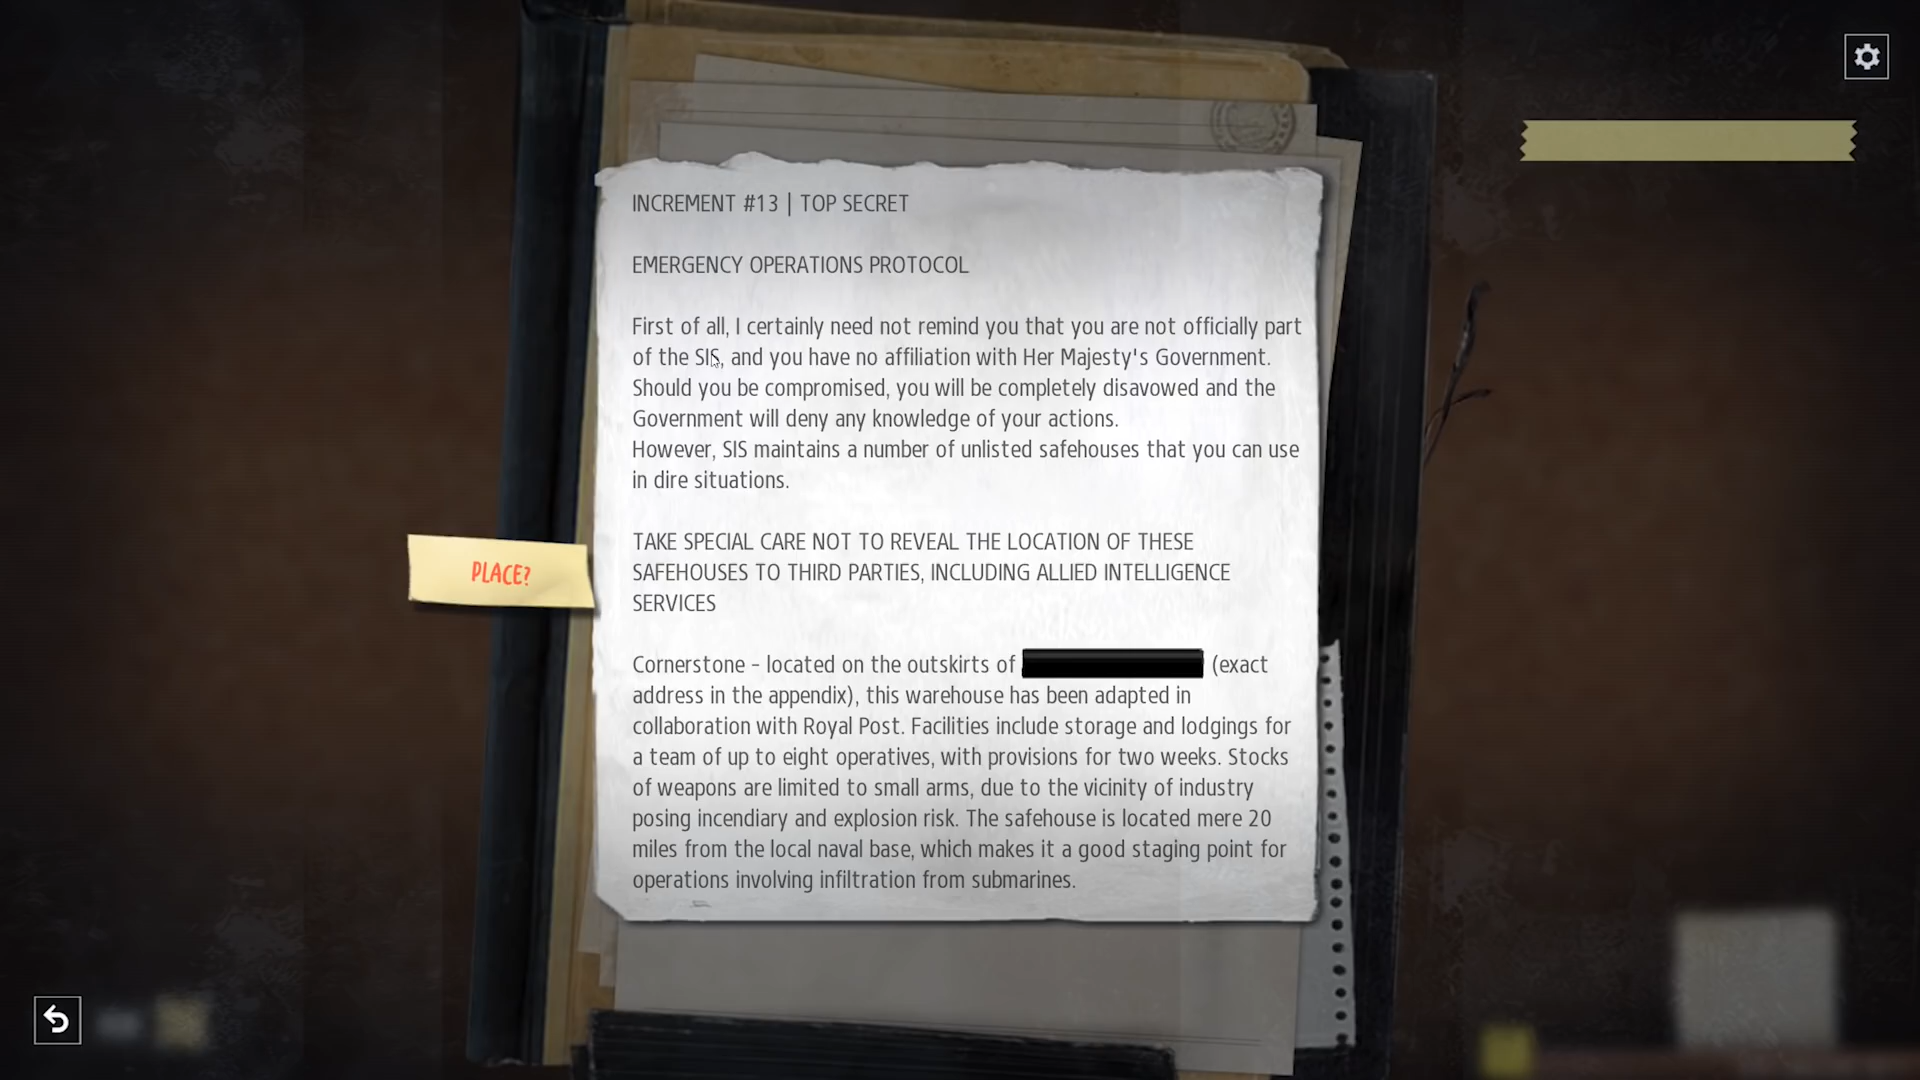 INCREMENT #13 | TOP SECRET
EMERGENCY OPERATIONS PROTOCOL
First of all, I certainly need not remind you that you are not officially part
of the SIS, and you have no affiliation with Her Majesty's Government.
Should you be compromised, you will be completely disavowed and the
Government will deny any knowledge of your actions.
However, SIS maintains a number of unlisted safehouses that you can use
in dire situations.
TAKE SPECIAL CARE NOT TO REVEAL THE LOCATION OF THESE
SAFEHOUSES TO THIRD PARTIES, INCLUDING ALLIED INTELLIGENCE
SERVICES
PLACE?
Cornerstone - located on the outskirts of (exact
address in the appendix), this warehouse has been adapted in
collaboration with Royal Post. Facilities include storage and lodgings for
a team of up to eight operatives, with provisions for two weeks. Stocks
of weapons are limited to small arms, due to the vicinity of industry
posing incendiary and explosion risk. The safehouse is located mere 20
miles from the local naval base, which makes it a good staging point for
operations involving infiltration from submarines.